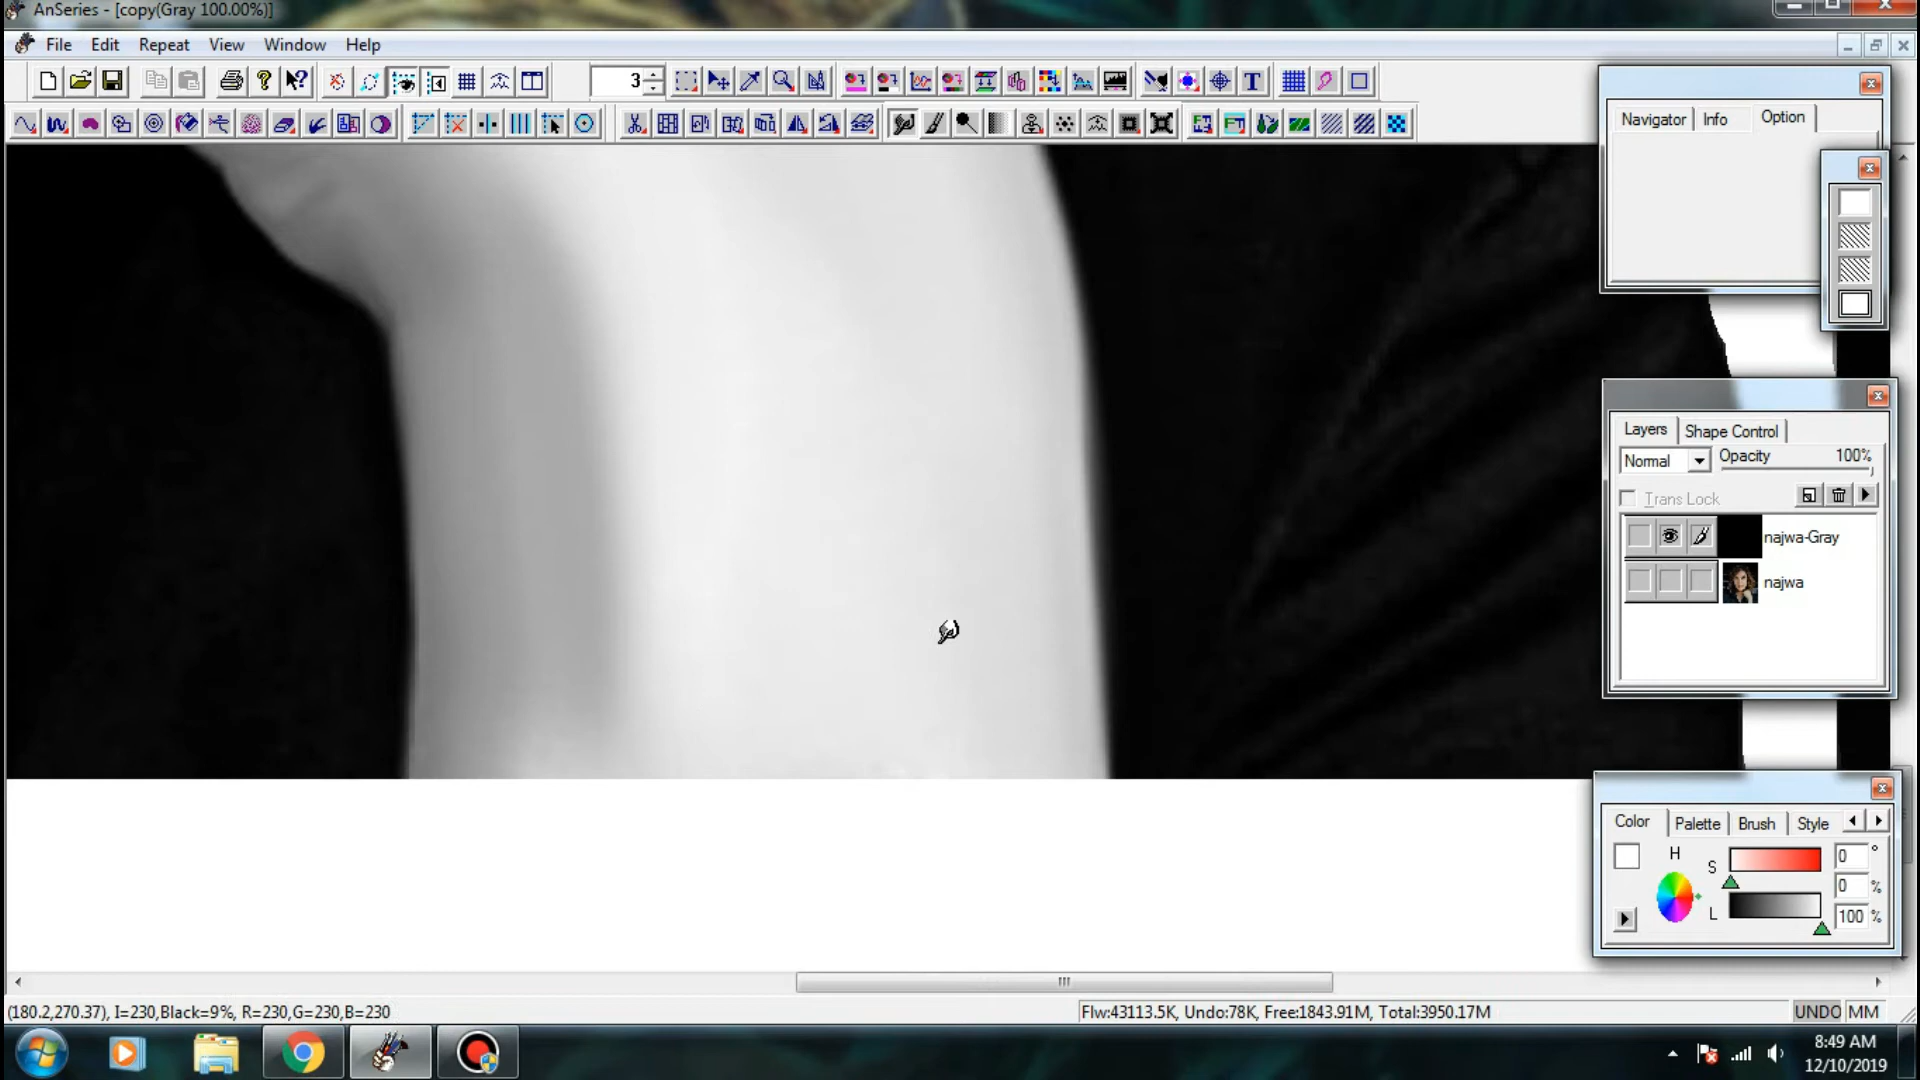 AnSeries - [copy(Gray 100.00%)]
File Edit Repeat View Window Help
3
T
Navigator Info Option
Layers Shape Control
Normal Opacity 100%
Trans Lock
najwa-Gray
najwa
Color Palette Brush Style
H S 0 °
0 %
L 100 %
(180.2,270.37), I=230,Black=9%, R=230,G=230,B=230 Flw:43113.5K, Undo:78K, Free:1843.91M, Total:3950.17M UNDO MM
8:49 AM
12/10/2019